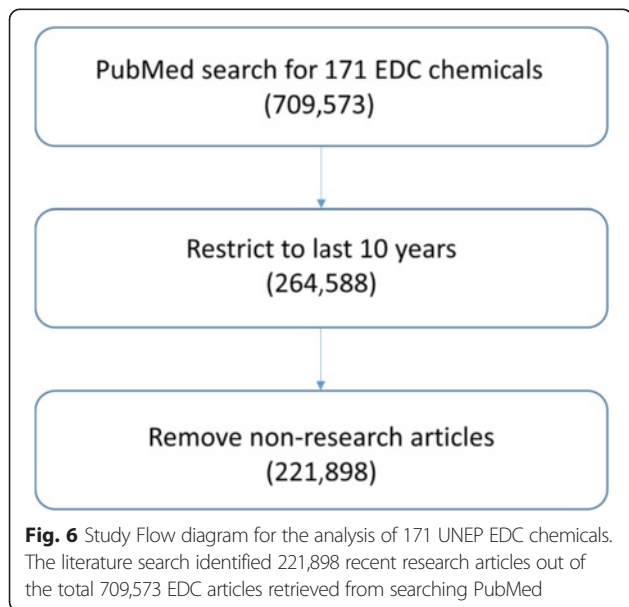 PubMed search for 171 EDC chemicals
(709,573)
Restrict to last 10 years
(264,588)
Remove non-research articles
(221,898)
Fig. 6 Study Flow diagram for the analysis of 171 UNEP EDC chemicals.
The literature search identified 221,898 recent research articles out of
the total 709,573 EDC articles retrieved from searching PubMed